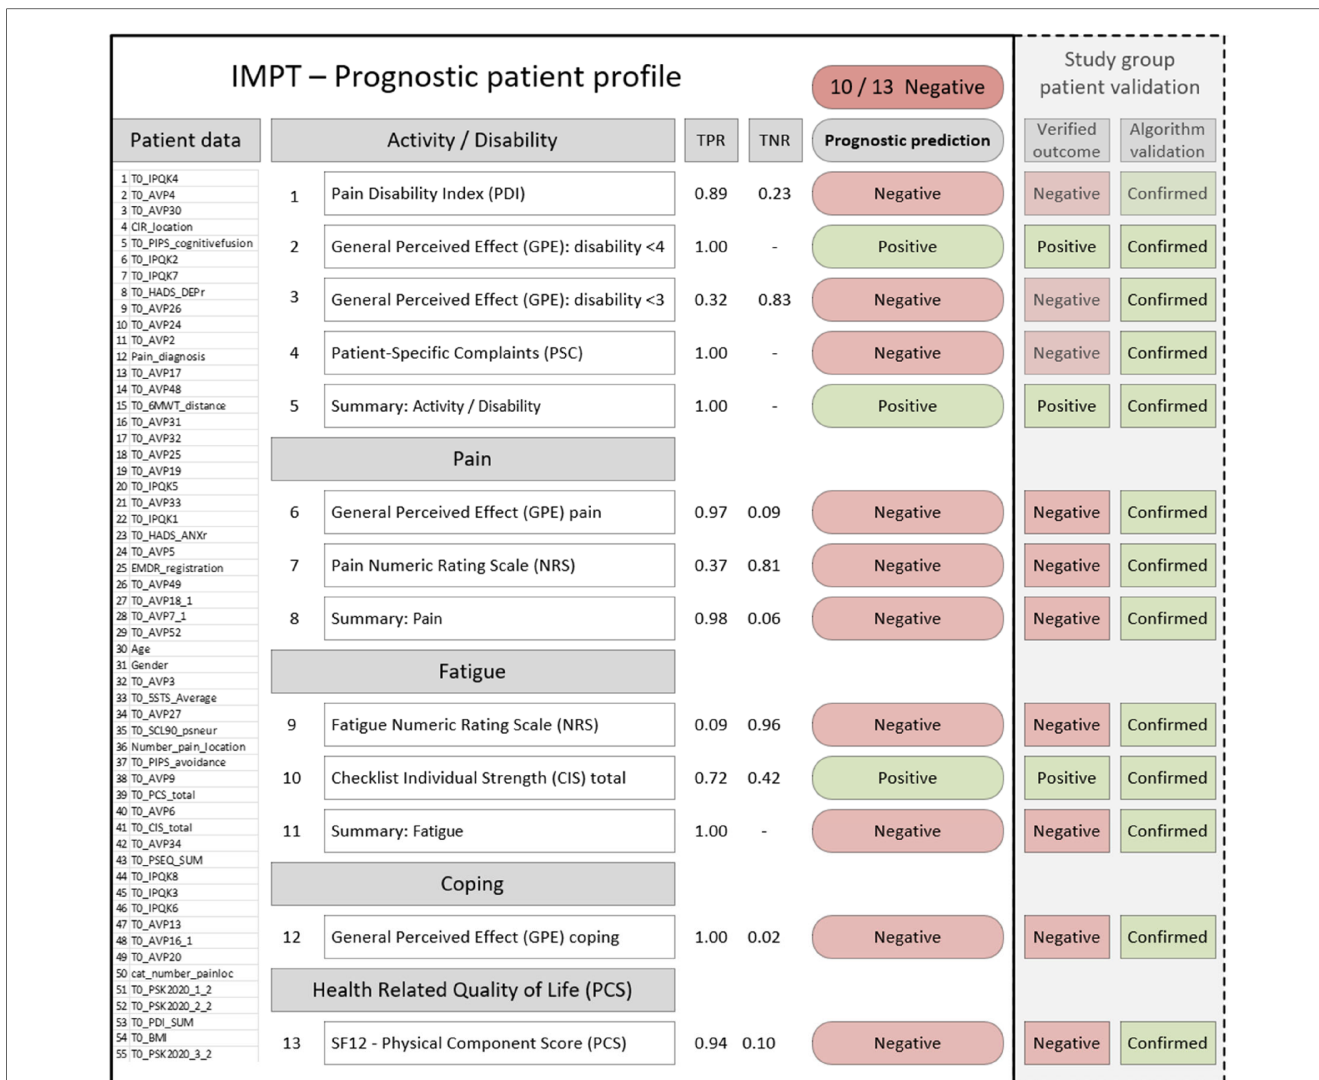 IMPT – Prognostic patient profile
10 / 13 Negative
Study group
patient validation
Patient data
Activity / Disability
TPR
TNR
Prognostic prediction
Verified
outcome
Algorithm
validation
1 T0_IPQK4
2 T0_AVP4
3 T0_AVP30
4 CIR_location
5 T0_PIPS_cognitivefusion
6 T0_IPQK2
7 T0_IPQK7
8 T0_HADS_DEPr
9 T0_AVP26
10 T0_AVP24
11 T0_AVP2
12 Pain_diagnosis
13 T0_AVP17
14 T0_AVP48
15 T0_6MWT_distance
16 T0_AVP31
17 T0_AVP32
18 T0_AVP25
19 T0_AVP19
20 T0_IPQK5
21 T0_AVP33
22 T0_IPQK1
23 T0_HADS_ANXr
24 T0_AVP5
25 EMDR_registration
26 T0_AVP49
27 T0_AVP18_1
28 T0_AVP7_1
29 T0_AVP52
30 Age
31 Gender
32 T0_AVP3
33 T0_5STS_Average
34 T0_AVP27
35 T0_SCL90_psneur
36 Number_pain_location
37 T0_PIPS_avoidance
38 T0_AVP9
39 T0_PCS_total
40 T0_AVP6
41 T0_CIS_total
42 T0_AVP34
43 T0_PSEQ_SUM
44 T0_IPQK8
45 T0_IPQK3
46 T0_IPQK6
47 T0_AVP13
48 T0_AVP16_1
49 T0_AVP20
50 cat_number_painloc
51 T0_PSK2020_1_2
52 T0_PSK2020_2_2
53 T0_PDI_SUM
54 T0_BMI
55 T0_PSK2020_3_2
1 Pain Disability Index (PDI) 0.89 0.23 Negative Negative Confirmed
2 General Perceived Effect (GPE): disability <4 1.00 - Positive Positive Confirmed
3 General Perceived Effect (GPE): disability <3 0.32 0.83 Negative Negative Confirmed
4 Patient-Specific Complaints (PSC) 1.00 - Negative Negative Confirmed
5 Summary: Activity / Disability 1.00 - Positive Positive Confirmed
Pain
6 General Perceived Effect (GPE) pain 0.97 0.09 Negative Negative Confirmed
7 Pain Numeric Rating Scale (NRS) 0.37 0.81 Negative Negative Confirmed
8 Summary: Pain 0.98 0.06 Negative Negative Confirmed
Fatigue
9 Fatigue Numeric Rating Scale (NRS) 0.09 0.96 Negative Negative Confirmed
10 Checklist Individual Strength (CIS) total 0.72 0.42 Positive Positive Confirmed
11 Summary: Fatigue 1.00 - Negative Negative Confirmed
Coping
12 General Perceived Effect (GPE) coping 1.00 0.02 Negative Negative Confirmed
Health Related Quality of Life (PCS)
13 SF12 - Physical Component Score (PCS) 0.94 0.10 Negative Negative Confirmed